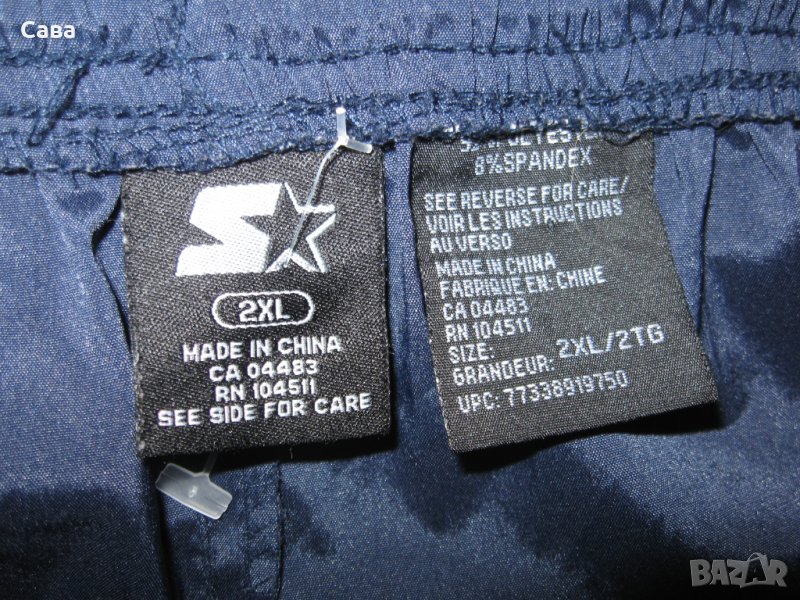 Сава
2XL
MADE IN CHINA
CA 04483
RN 104511
SEE SIDE FOR CARE
8%SPANDEX
SEE REVERSE FOR CARE/
VOIR LES INSTRUCTIONS
AU VERSO
MADE IN CHINA
FABRIQUE EN: CHINE
CA 04483
RN 104511
SIZE:
GRANDEUR: 2XL/2TG
UPC: 77338919750
BAZAR